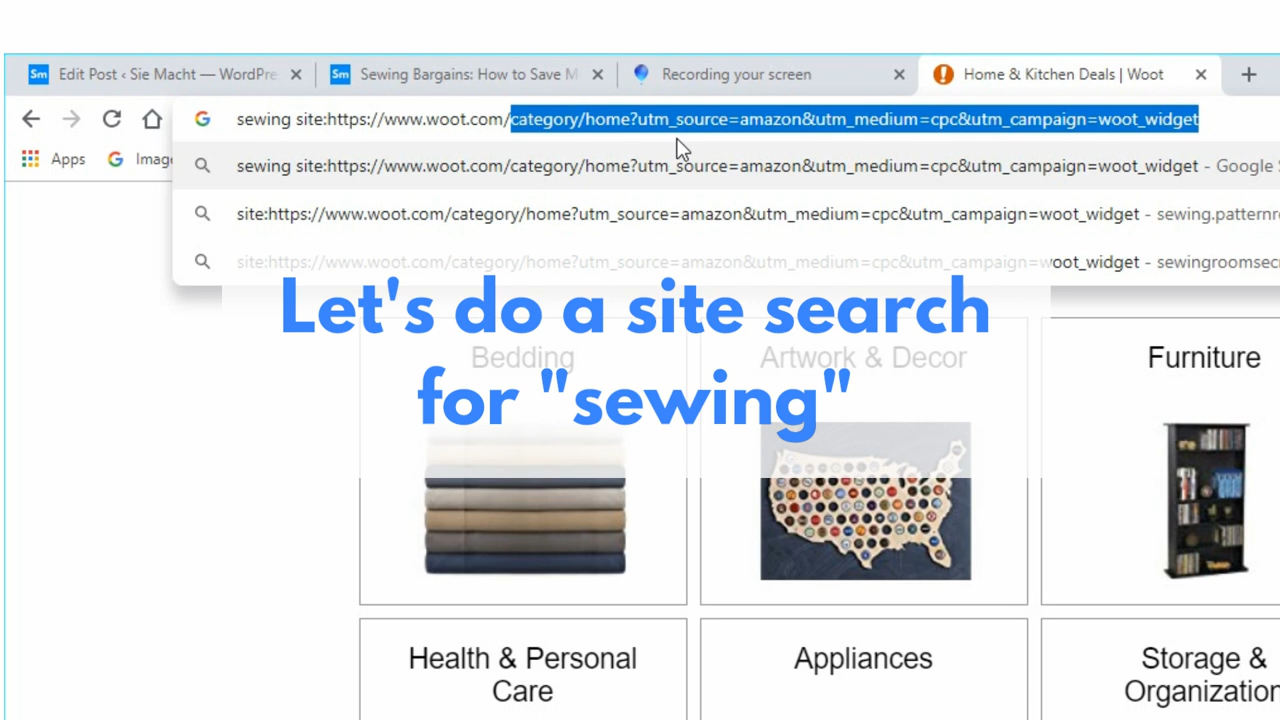 Sm Edit Post ‹ Sie Macht — WordPre
Sm Sewing Bargains: How to Save M
Recording your screen
Home & Kitchen Deals | Woot
sewing site:https://www.woot.com/category/home?utm_source=amazon&utm_medium=cpc&utm_campaign=woot_widget
Apps
Imag
sewing site:https://www.woot.com/category/home?utm_source=amazon&utm_medium=cpc&utm_campaign=woot_widget - Google S
site:https://www.woot.com/category/home?utm_source=amazon&utm_medium=cpc&utm_campaign=woot_widget - sewing.patternre
site:https://www.woot.com/category/home?utm_source=amazon&utm_medium=cpc&utm_campaign=woot_widget - sewingroomsecr
Let's do a site search
for "sewing"
Bedding
Artwork & Decor
Furniture
Health & Personal
Care
Appliances
Storage &
Organization